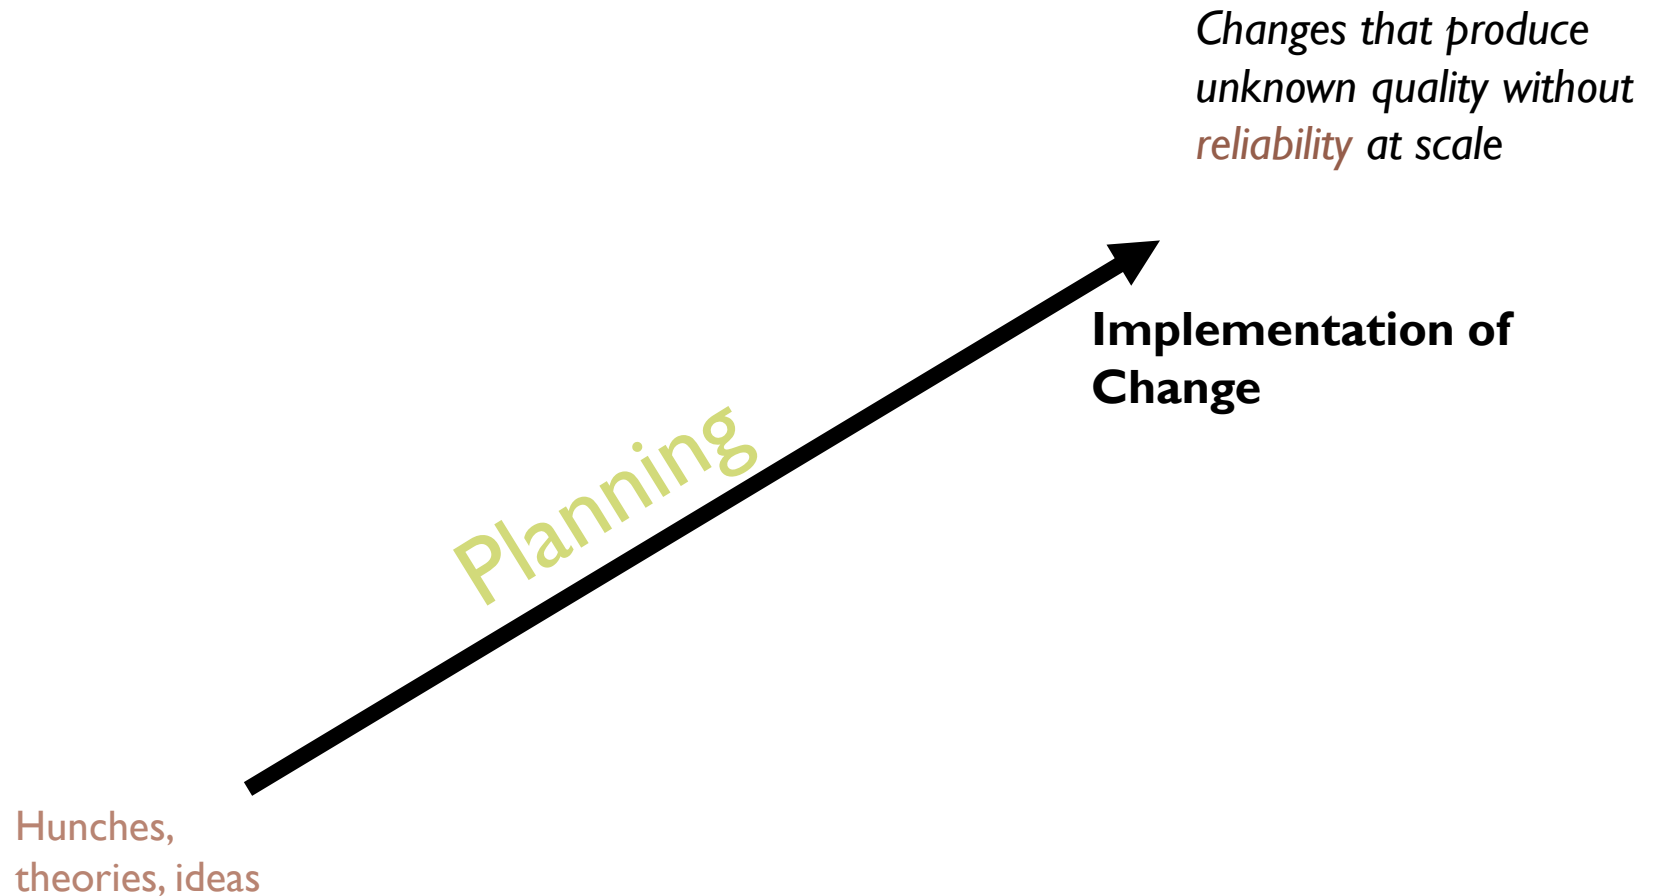 Changes that produce
unknown quality without
reliability at scale
Implementation of
Change
Planning
Hunches,
theories, ideas